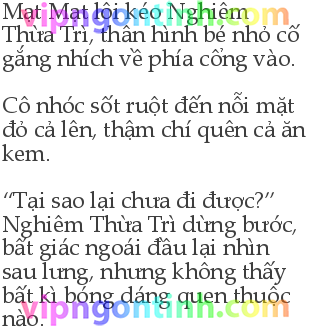 Mạt Mạt lôi kéo Nghiêm
Thừa Trì, thân hình bé nhỏ cố
gắng nhích về phía cổng vào.
Cô nhóc sốt ruột đến nỗi mặt
đỏ cả lên, thậm chí quên cả ăn
kem.
“Tại sao lại chưa đi được?”
Nghiêm Thừa Trì dừng bước,
bất giác ngoái đầu lại nhìn
sau lưng, nhưng không thấy
bất kì bóng dáng quen thuộc
nào.
vipngontinh.com
vipngontinh.com